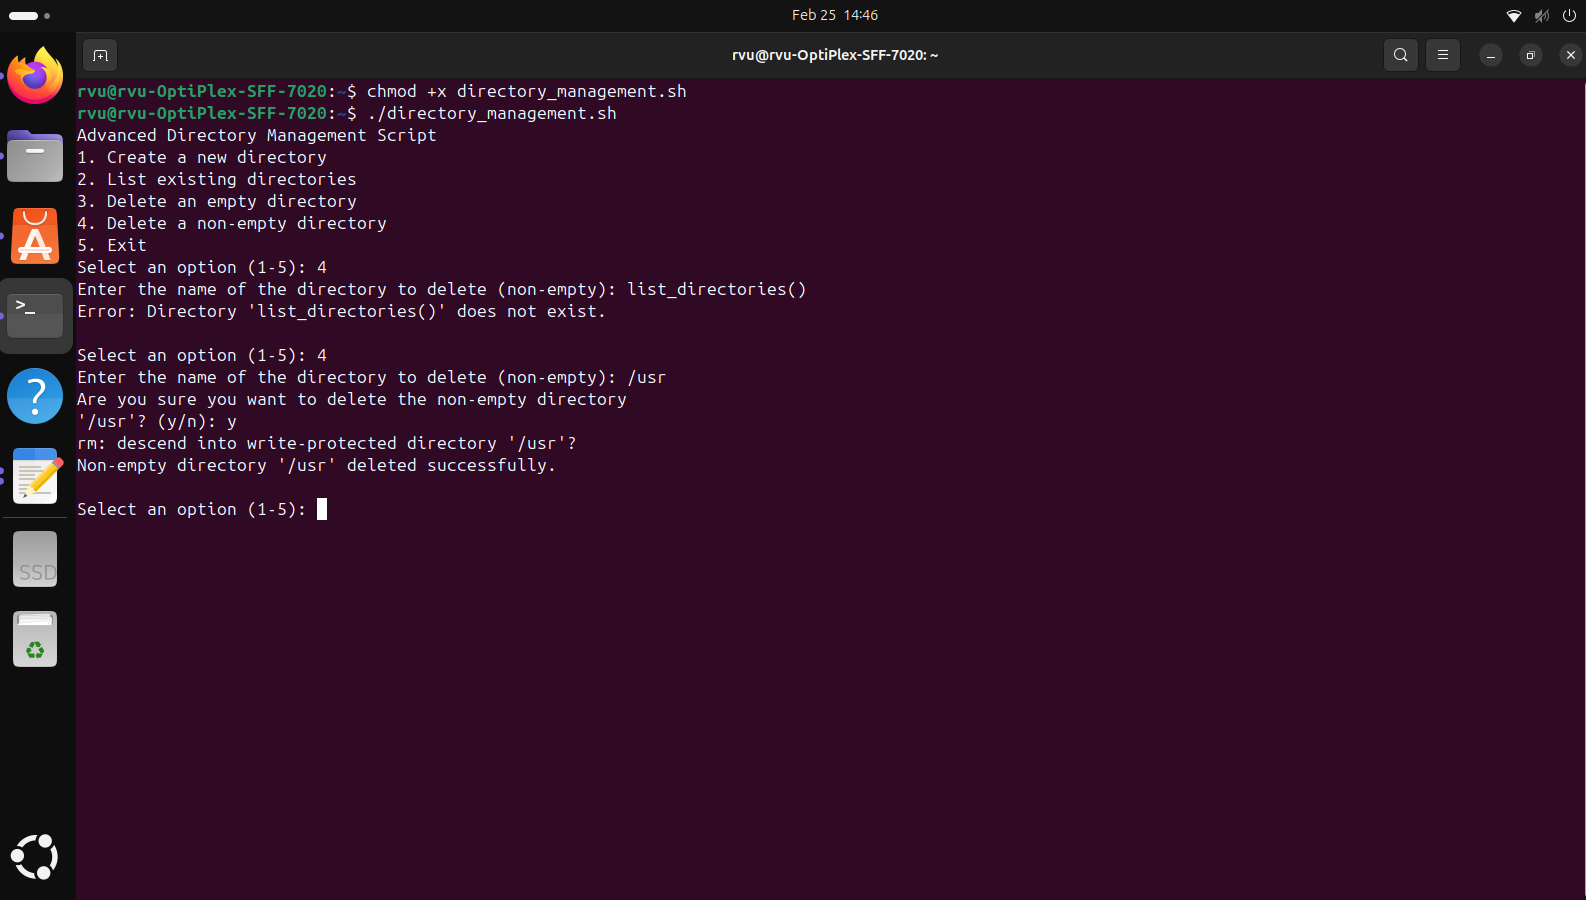 Feb 25 14:46
rvu@rvu-OptiPlex-SFF-7020: ~
rvu@rvu-OptiPlex-SFF-7020:~$ chmod +x directory_management.sh
rvu@rvu-OptiPlex-SFF-7020:~$ ./directory_management.sh
Advanced Directory Management Script
1. Create a new directory
2. List existing directories
3. Delete an empty directory
4. Delete a non-empty directory
5. Exit
Select an option (1-5): 4
Enter the name of the directory to delete (non-empty): list_directories()
Error: Directory 'list_directories()' does not exist.
Select an option (1-5): 4
Enter the name of the directory to delete (non-empty): /usr
Are you sure you want to delete the non-empty directory
'/usr'? (y/n): y
rm: descend into write-protected directory '/usr'?
Non-empty directory '/usr' deleted successfully.
Select an option (1-5):
SSD